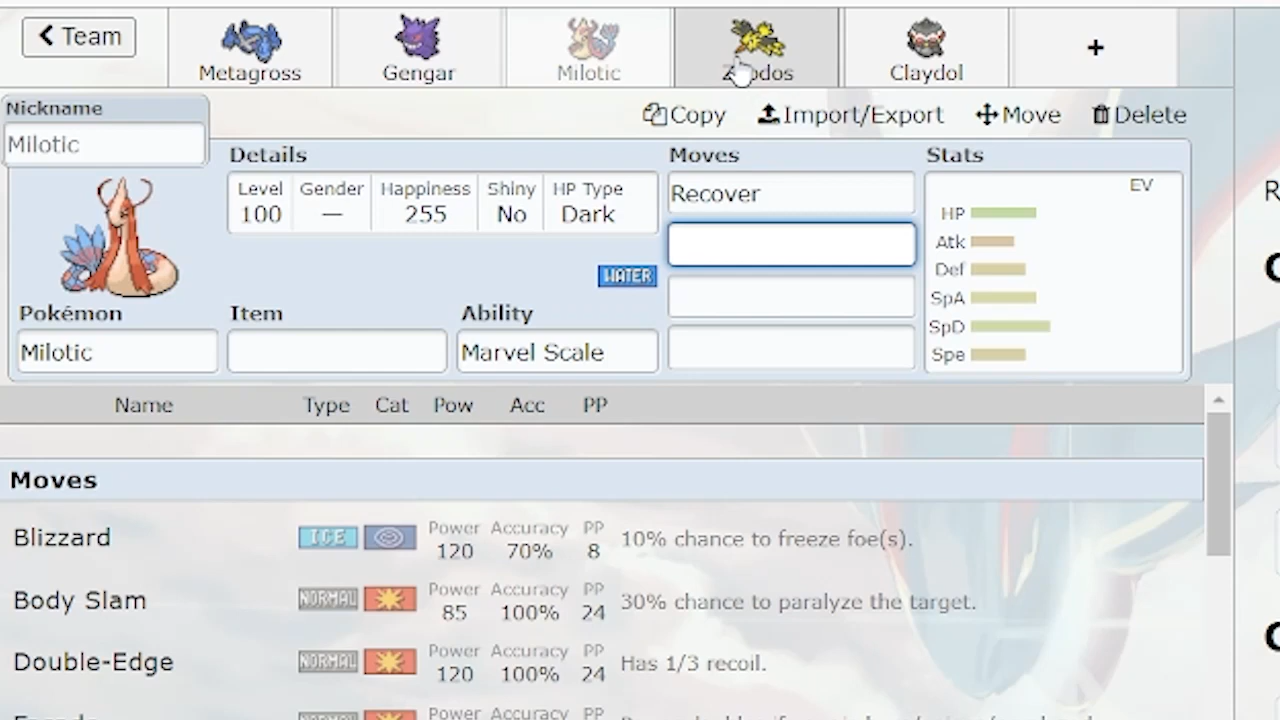 Team
Metagross
Gengar
Milotic
Claydol
+
Nickname
Milotic
Copy
Import/Export
Move
Delete
Details
Moves
Stats
Level
Gender
Happiness
Shiny
HP Type
100
—
255
No
Dark
Recover
EV
HP
Atk
Def
SpA
SpD
Spe
WATER
Pokémon
Item
Ability
Milotic
Marvel Scale
Name
Type
Cat
Pow
Acc
PP
Moves
Blizzard
ICE
Power
Accuracy
PP
120
70%
8
10% chance to freeze foe(s).
Body Slam
NORMAL
Power
Accuracy
PP
85
100%
24
30% chance to paralyze the target.
Double-Edge
NORMAL
Power
Accuracy
PP
120
100%
24
Has 1/3 recoil.
NORMAL
Power
Accuracy
PP